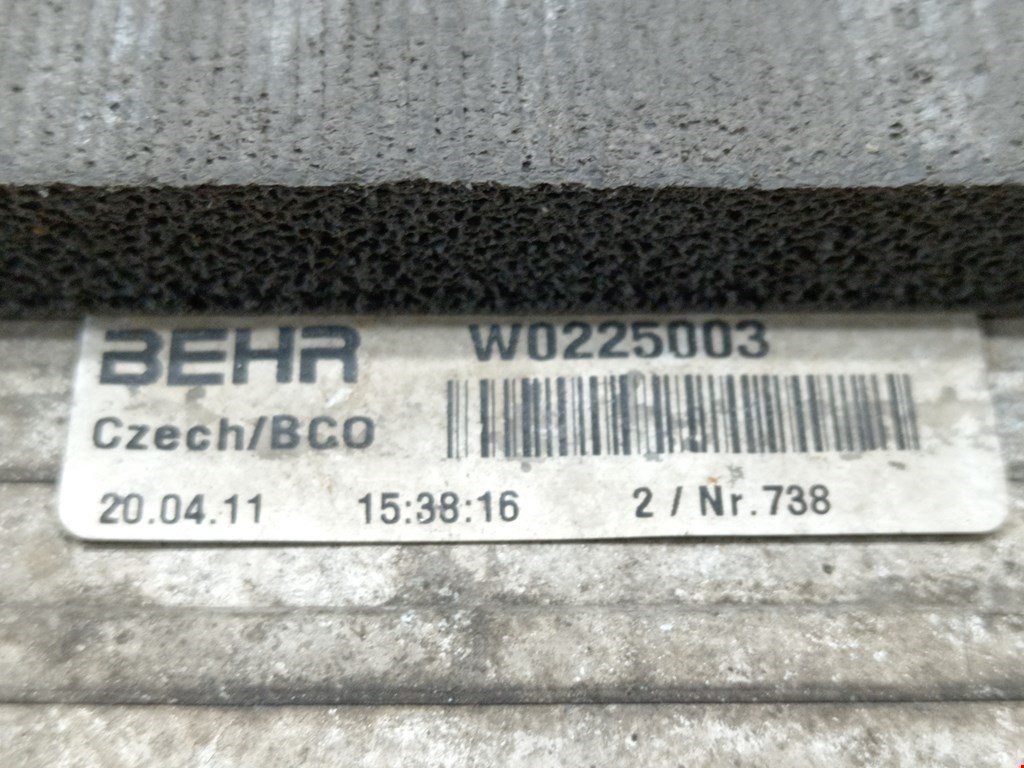 BEHR W0225003
Czech/BCO
20.04.11 15:38:16 2 / Nr.738